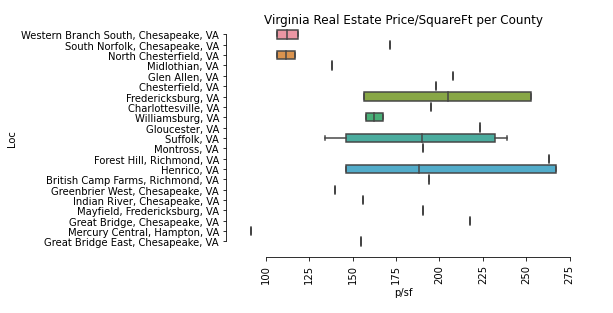 Virginia Real Estate Price/SquareFt per County
Western Branch South, Chesapeake, VA
South Norfolk, Chesapeake, VA
North Chesterfield, VA
Midlothian, VA
Glen Allen, VA
Chesterfield, VA
Fredericksburg, VA
Charlottesville, VA
Williamsburg, VA
Gloucester, VA
Suffolk, VA
Montross, VA
Forest Hill, Richmond, VA
Henrico, VA
British Camp Farms, Richmond, VA
Greenbrier West, Chesapeake, VA
Indian River, Chesapeake, VA
Mayfield, Fredericksburg, VA
Great Bridge, Chesapeake, VA
Mercury Central, Hampton, VA
Great Bridge East, Chesapeake, VA
Loc
100 125 150 175 200 225 250 275
p/sf